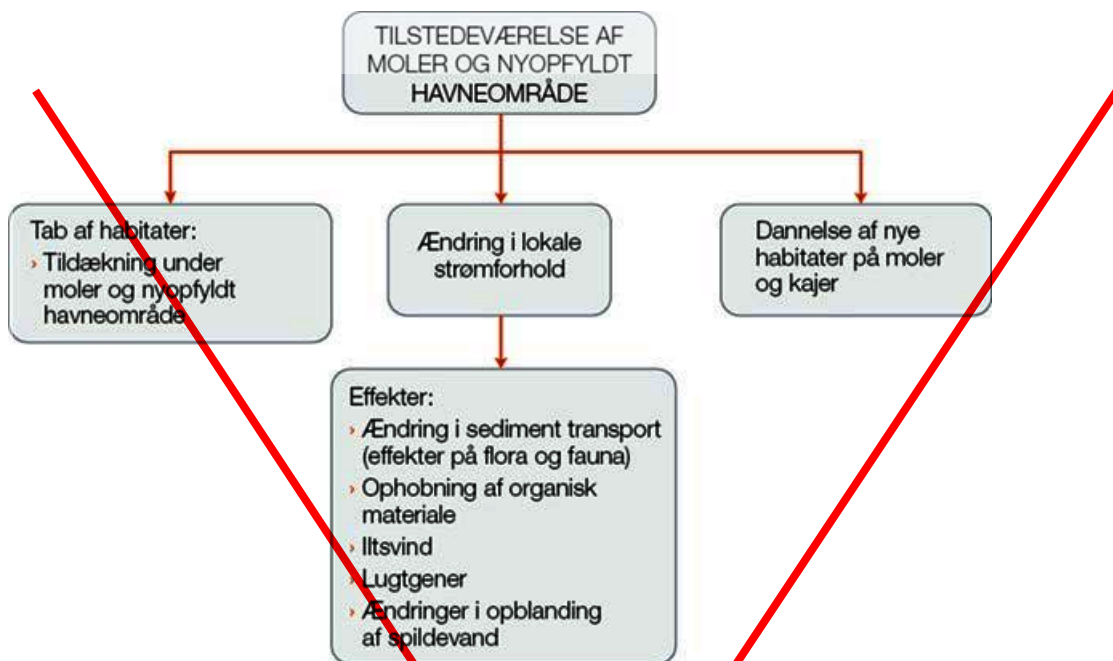 TILSTEDEVÆRELSE AF
MOLER OG NYOPFYLDT
HAVNEOMRÅDE
Tab af habitater:
› Tildækning under
moler og nyopfyldt
havneområde
Ændring i lokale
strømforhold
Dannelse af nye
habitater på moler
og kajer
Effekter:
› Ændring i sediment transport
(effekter på flora og fauna)
› Ophobning af organisk
materiale
› Iltsvind
› Lugtgener
› Ændringer i opblanding
af spildevand